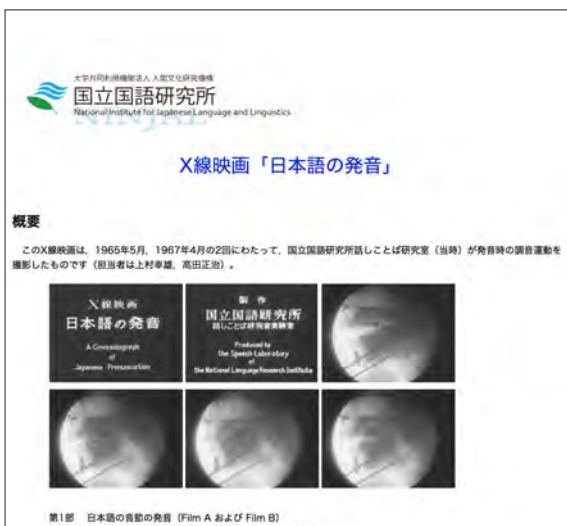 大学共同利用機関法人 人間文化研究機構
国立国語研究所
National Institute for Japanese Language and Linguistics
NINJAL
X線映画「日本語の発音」
概要
このX線映画は，1965年5月，1967年4月の2回にわたって，国立国語研究所話しことば研究室（当時）が発音時の調音運動を
撮影したものです（担当者は上村幸雄，高田正治）。
X線映画
日本語の発音
A Cineradiograph
of
Japanese Pronunciation
製作
国立国語研究所
話しことば研究室実験室
Produced by
the Speech Laboratory
of
the National Language Research Institute
第1部　日本語の音節の発音（Film A および Film B）